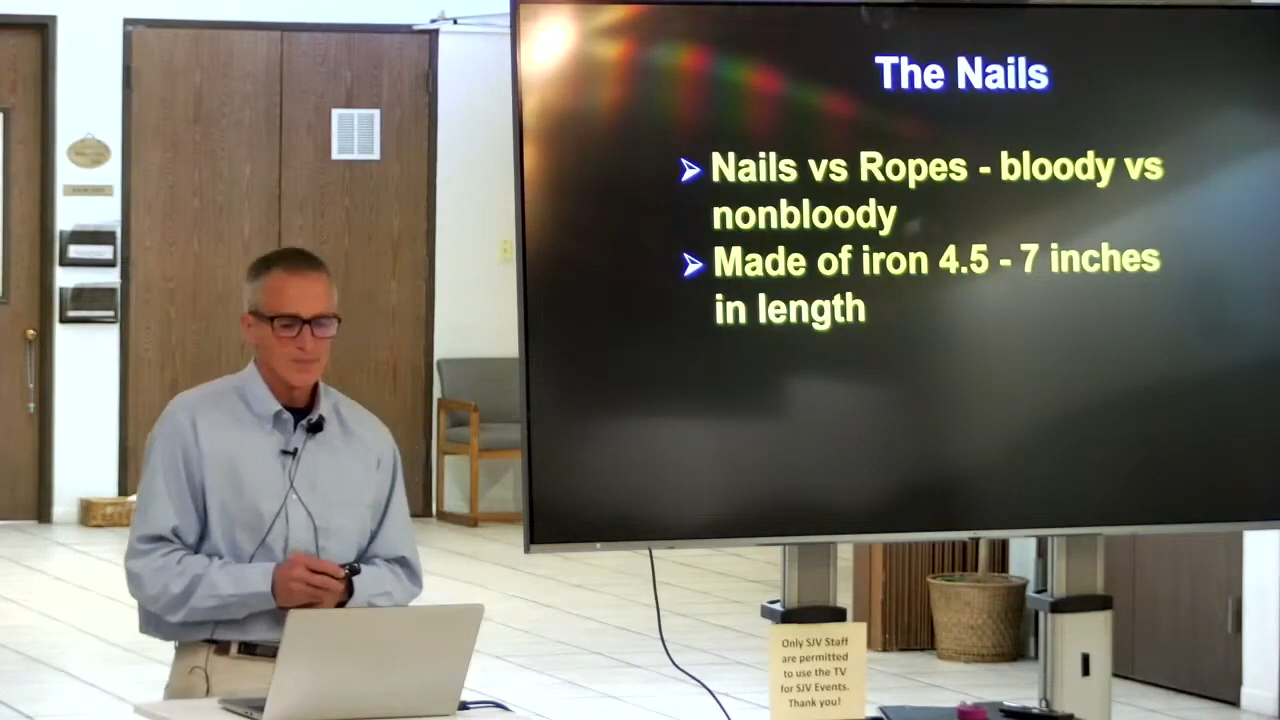 The Nails
➢ Nails vs Ropes - bloody vs
nonbloody
➢ Made of iron 4.5 - 7 inches
in length
Only SJV Staff
are permitted
to use the TV
for SJV Events.
Thank you!